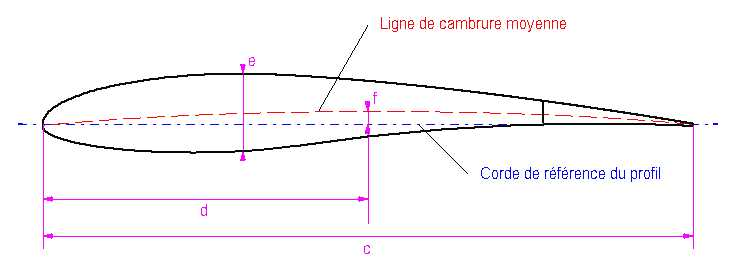 Ligne de cambrure moyenne
e
f
Corde de référence du profil
d
c